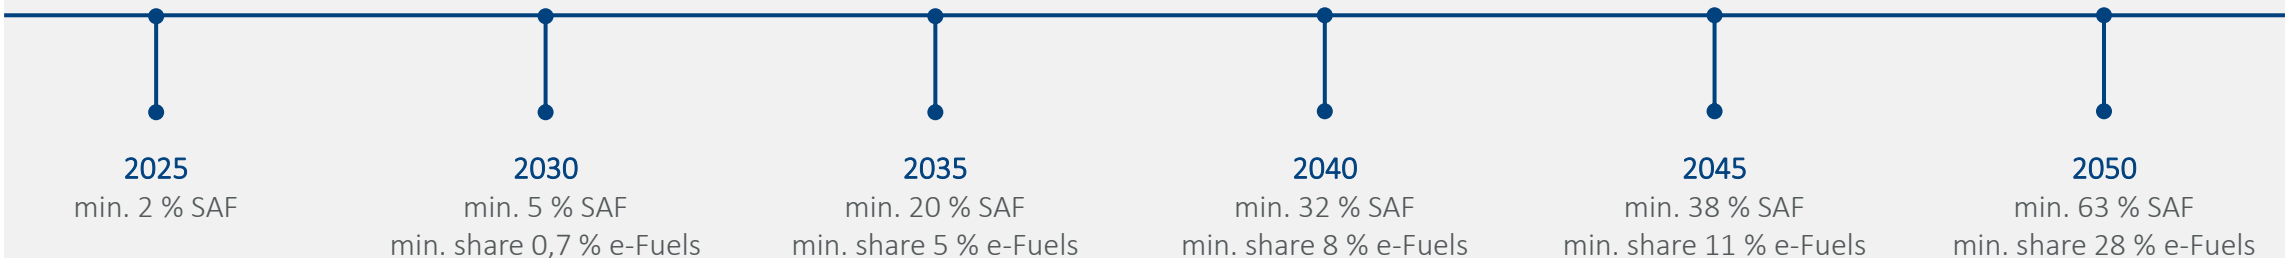 2025
min. 2 % SAF
2030
min. 5 % SAF
min. share 0,7 % e-Fuels
2035
min. 20 % SAF
min. share 5 % e-Fuels
2040
min. 32 % SAF
min. share 8 % e-Fuels
2045
min. 38 % SAF
min. share 11 % e-Fuels
2050
min. 63 % SAF
min. share 28 % e-Fuels